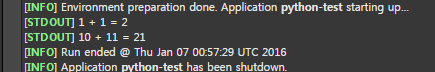 [INFO] Environment preparation done. Application python-test starting up...
[STDOUT] 1 + 1 = 2
[STDOUT] 10 + 11 = 21
[INFO] Run ended @ Thu Jan 07 00:57:29 UTC 2016
[INFO] Application python-test has been shutdown.